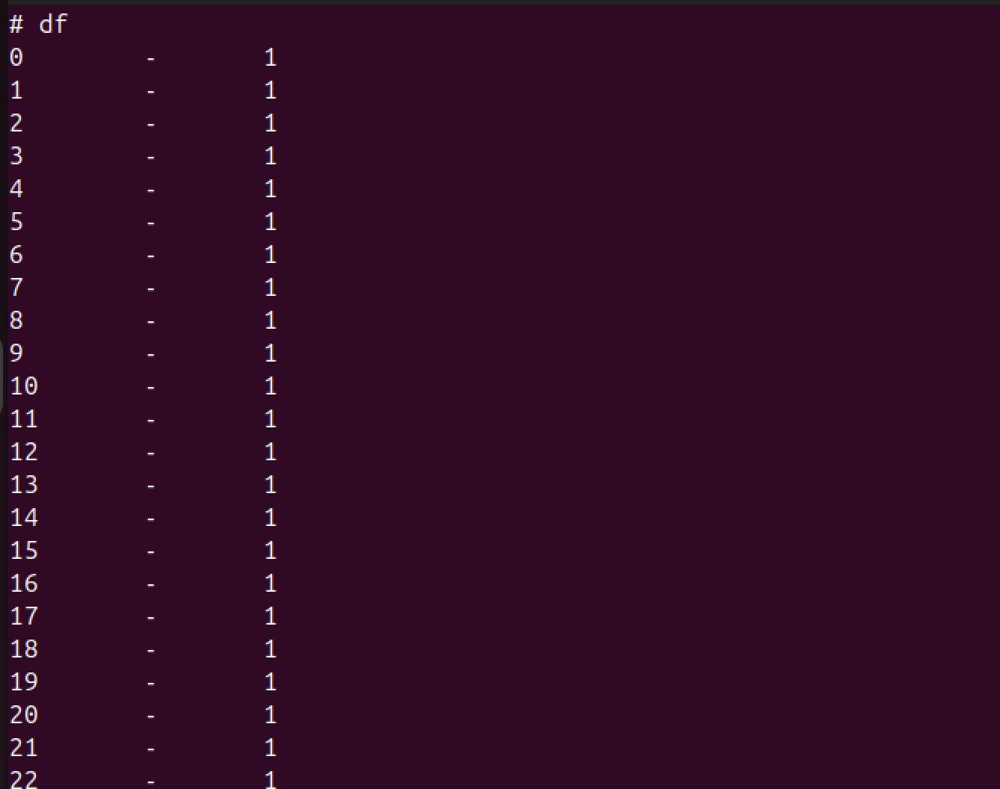 # df
0 - 1
1 - 1
2 - 1
3 - 1
4 - 1
5 - 1
6 - 1
7 - 1
8 - 1
9 - 1
10 - 1
11 - 1
12 - 1
13 - 1
14 - 1
15 - 1
16 - 1
17 - 1
18 - 1
19 - 1
20 - 1
21 - 1
22 - 1